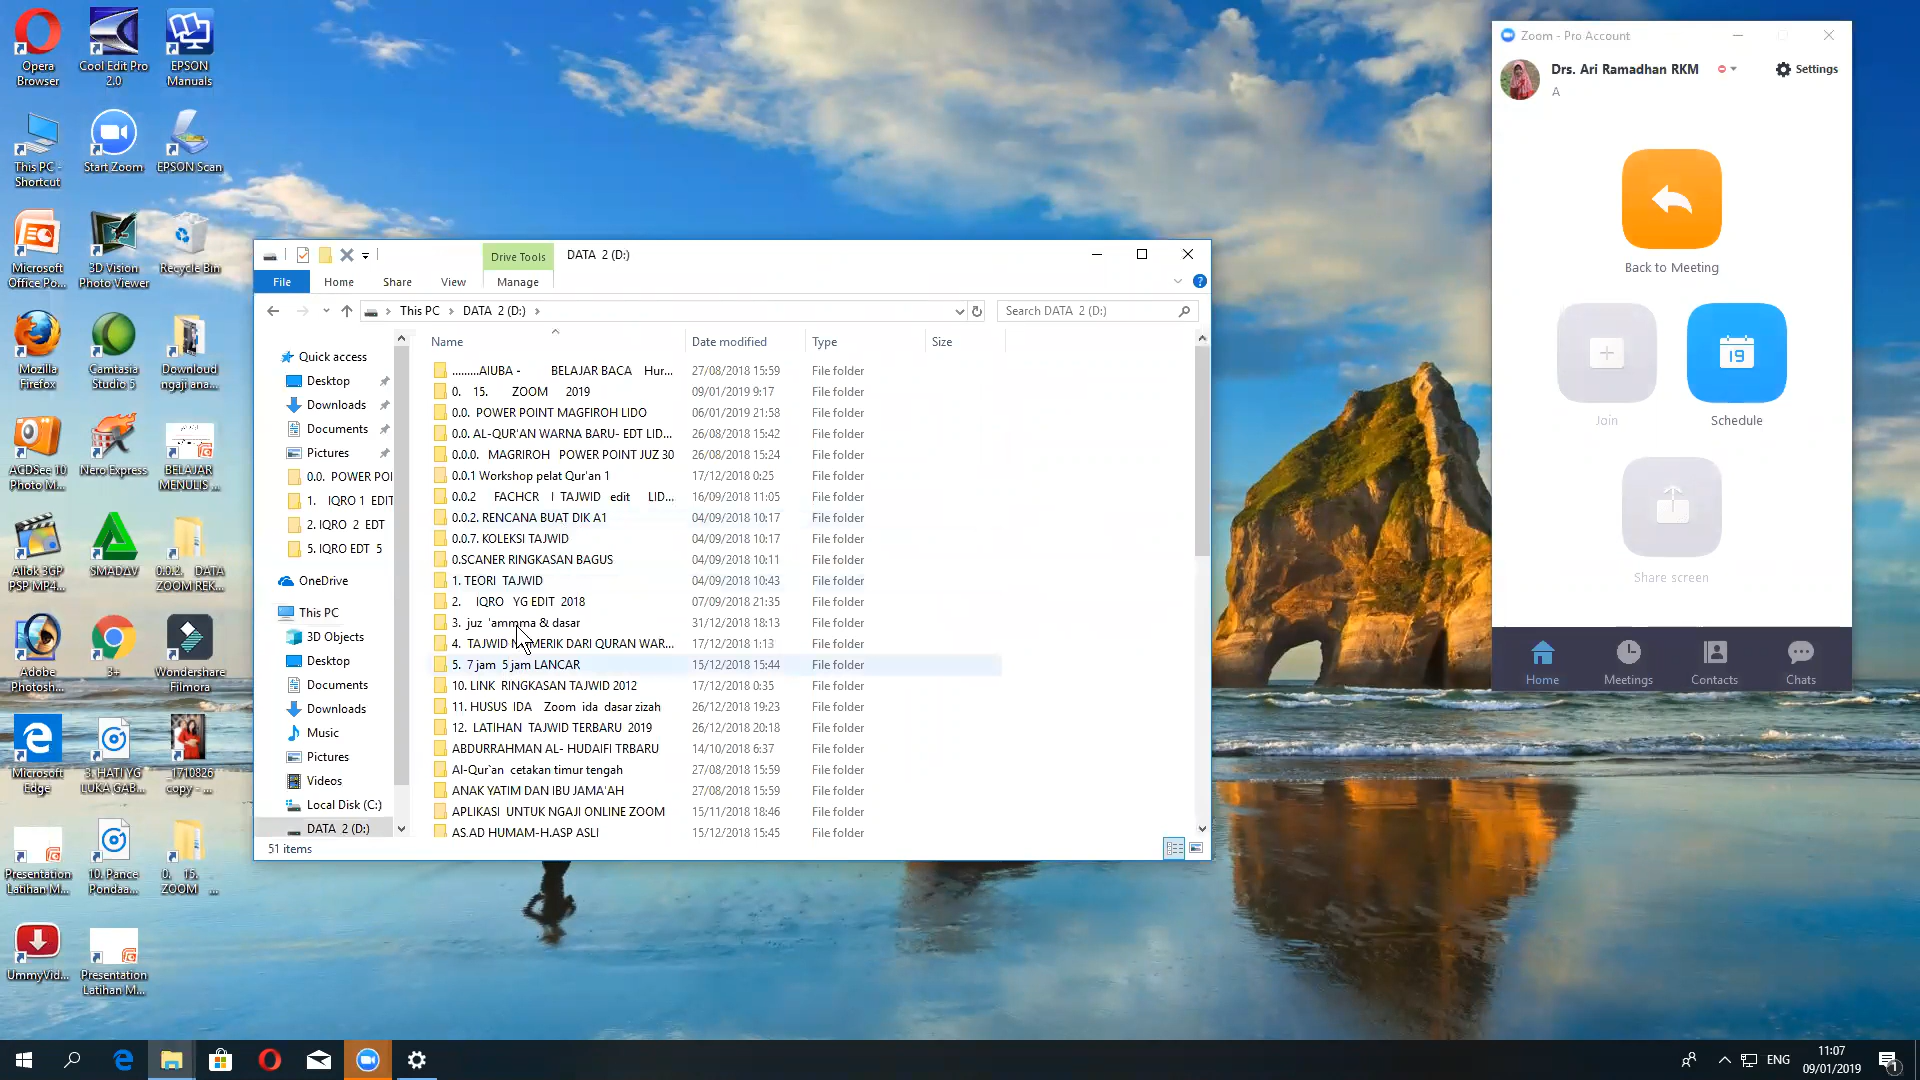 Opera
Browser
Cool Edit Pro
2.0
EPSON
Manuals
This PC -
Shortcut
Start Zoom
EPSON Scan
Microsoft
Office Po...
3D Vision
Photo Viewer
Recycle Bin
Mozilla
Firefox
Camtasia
Studio 5
Downloud
ngaji ana...
ACDSee 10
Photo M...
Nero Express
BELAJAR
MENULIS ...
Allok 3GP
PSP MP4...
SMADAV
0.0.2. DATA
ZOOM REK...
Adobe
Photosh...
3+
Wondershare
Filmora
Microsoft
Edge
3. HATI YG
LUKA GAB...
_1710826
copy - ...
Presentation
Latihan M...
10. Pance
Pondaa...
0. 15.
ZOOM ...
UmmyVid...
Presentation
Latihan M...
Drive Tools
DATA 2 (D:)
File
Home
Share
View
Manage
This PC
DATA 2 (D:)
Search DATA 2 (D:)
Name
Date modified
Type
Size
Quick access
Desktop
Downloads
Documents
Pictures
0.0. POWER POI
1. IQRO 1 EDIT
2. IQRO 2 EDT
5. IQRO EDT 5
OneDrive
This PC
3D Objects
Desktop
Documents
Downloads
Music
Pictures
Videos
Local Disk (C:)
DATA 2 (D:)
.........AIUBA - BELAJAR BACA Hur... 27/08/2018 15:59 File folder
0. 15. ZOOM 2019 09/01/2019 9:17 File folder
0.0. POWER POINT MAGFIROH LIDO 06/01/2019 21:58 File folder
0.0. AL-QUR'AN WARNA BARU- EDT LID... 26/08/2018 15:42 File folder
0.0.0. MAGRIROH POWER POINT JUZ 30 26/08/2018 15:24 File folder
0.0.1 Workshop pelat Qur'an 1 17/12/2018 0:25 File folder
0.0.2 FACHCR I TAJWID edit LID... 16/09/2018 11:05 File folder
0.0.2. RENCANA BUAT DIK A1 04/09/2018 10:17 File folder
0.0.7. KOLEKSI TAJWID 04/09/2018 10:17 File folder
0.SCANER RINGKASAN BAGUS 04/09/2018 10:11 File folder
1. TEORI TAJWID 04/09/2018 10:43 File folder
2. IQRO YG EDIT 2018 07/09/2018 21:35 File folder
3. juz 'ammma & dasar 31/12/2018 18:13 File folder
4. TAJWID NUMERIK DARI QURAN WAR... 17/12/2018 1:13 File folder
5. 7 jam 5 jam LANCAR 15/12/2018 15:44 File folder
10. LINK RINGKASAN TAJWID 2012 17/12/2018 0:35 File folder
11. HUSUS IDA Zoom ida dasar zizah 26/12/2018 19:23 File folder
12. LATIHAN TAJWID TERBARU 2019 26/12/2018 20:18 File folder
ABDURRAHMAN AL- HUDAIFI TRBARU 14/10/2018 6:37 File folder
Al-Qur`an cetakan timur tengah 27/08/2018 15:59 File folder
ANAK YATIM DAN IBU JAMA'AH 27/08/2018 15:59 File folder
APLIKASI UNTUK NGAJI ONLINE ZOOM 15/11/2018 18:46 File folder
AS.AD HUMAM-H.ASP ASLI 15/12/2018 15:45 File folder
51 items
Zoom - Pro Account
Drs. Ari Ramadhan RKM
Settings
A
Back to Meeting
19
Join
Schedule
Share screen
Home
Meetings
Contacts
Chats
ENG
11:07
09/01/2019
1